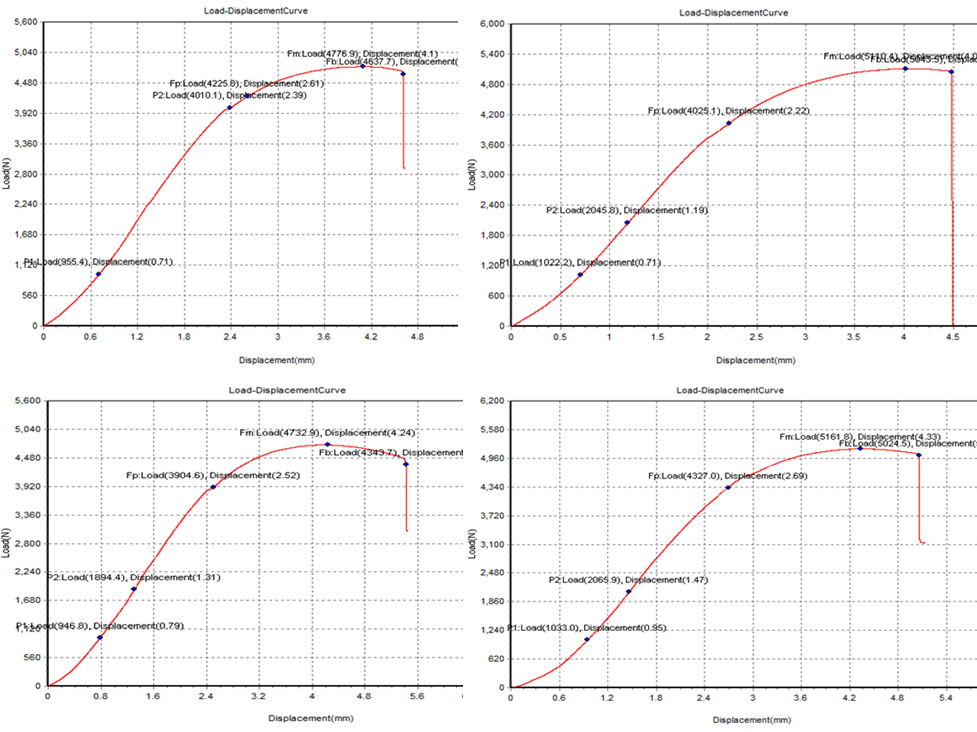 Load-DisplacementCurve
5,600
5,040
4,480
3,920
3,360
2,800
2,240
1,680
1,120
560
0
Load(N)
Fm:Load(4776.9), Displacement(4.1)
Fb:Load(4637.7), Displacement(
Fp:Load(4225.8), Displacement(2.61)
P2:Load(4010.1), Displacement(2.39)
P1:Load(955.4), Displacement(0.71)
0 0.6 1.2 1.8 2.4 3 3.6 4.2 4.8
Displacement(mm)
Load-DisplacementCurve
6,000
5,400
4,800
4,200
3,600
3,000
2,400
1,800
1,200
600
0
Load(N)
Fp:Load(4025.1), Displacement(2.22)
P2:Load(2045.8), Displacement(1.19)
P1:Load(1022.2), Displacement(0.71)
0 0.5 1 1.5 2 2.5 3 3.5 4 4.5
Displacement(mm)
Load-DisplacementCurve
5,600
5,040
4,480
3,920
3,360
2,800
2,240
1,680
1,120
560
0
Load(N)
Fm:Load(4732.9), Displacement(4.24)
Fb:Load(4343.7), Displacement
Fp:Load(3904.6), Displacement(2.52)
P2:Load(1894.4), Displacement(1.31)
P1:Load(946.8), Displacement(0.79)
0 0.8 1.6 2.4 3.2 4 4.8 5.6
Displacement(mm)
Load-DisplacementCurve
6,200
5,580
4,960
4,340
3,720
3,100
2,480
1,860
1,240
620
0
Load(N)
Fm:Load(5161.8), Displacement(4.33)
Fb:Load(5024.5), Displacement(
Fp:Load(4327.0), Displacement(2.69)
P2:Load(2065.9), Displacement(1.47)
P1:Load(1033.0), Displacement(0.95)
0 0.6 1.2 1.8 2.4 3 3.6 4.2 4.8 5.4
Displacement(mm)